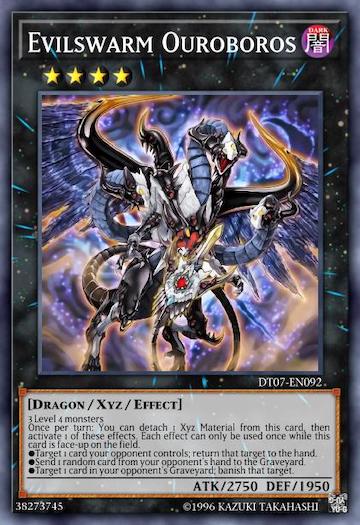 Evilswarm Ouroboros
DARK
闇
DT07-EN092
[Dragon/Xyz/Effect]
3 Level 4 monsters
Once per turn: You can detach 1 Xyz Material from this card, then
activate 1 of these effects. Each effect can only be used once while this
card is face-up on the field.
●Target 1 card your opponent controls; return that target to the hand.
●Send 1 random card from your opponent's hand to the Graveyard.
●Target 1 card in your opponent's Graveyard; banish that target.
ATK/2750 DEF/1950
38273745
©1996 KAZUKI TAKAHASHI